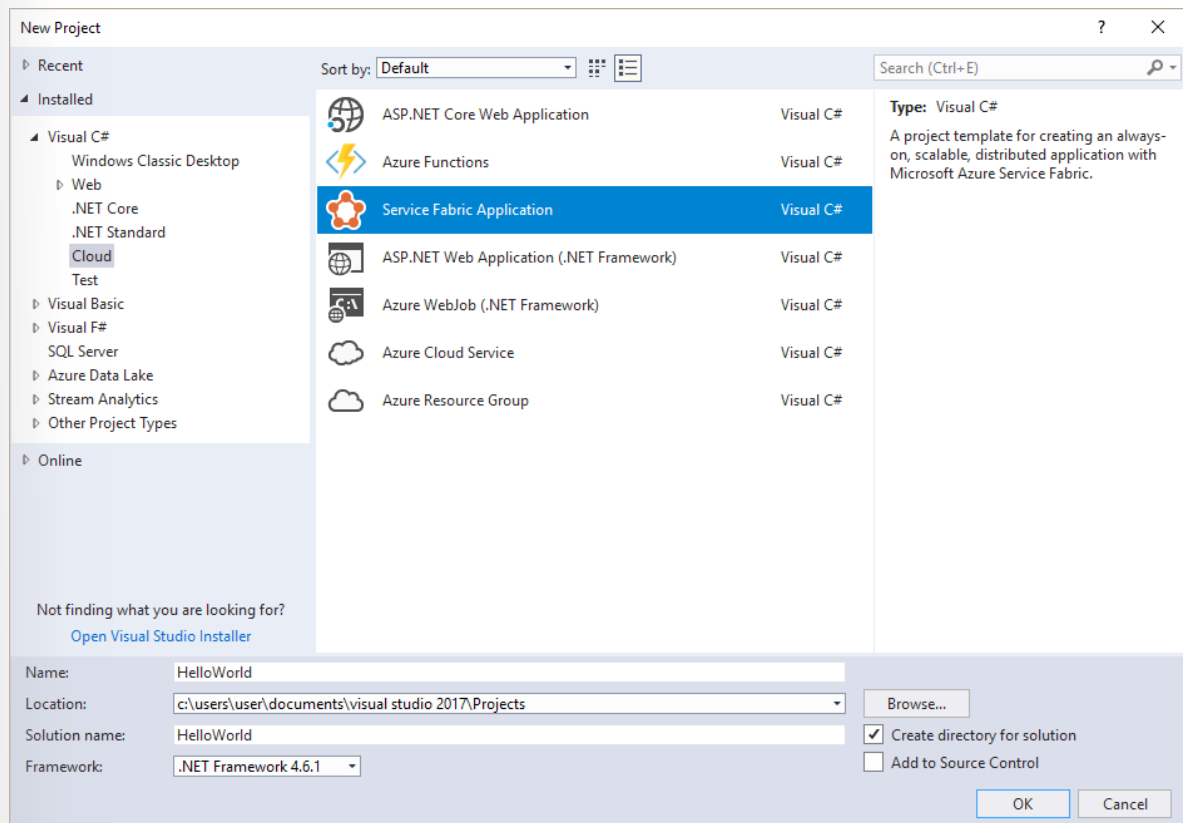 New Project
?
Recent
Installed
Visual C#
Windows Classic Desktop
Web
.NET Core
.NET Standard
Cloud
Test
Visual Basic
Visual F#
SQL Server
Azure Data Lake
Stream Analytics
Other Project Types
Online
Not finding what you are looking for?
Open Visual Studio Installer
Sort by: Default
ASP.NET Core Web Application Visual C#
Azure Functions Visual C#
Service Fabric Application Visual C#
ASP.NET Web Application (.NET Framework) Visual C#
Azure WebJob (.NET Framework) Visual C#
Azure Cloud Service Visual C#
Azure Resource Group Visual C#
Search (Ctrl+E)
Type: Visual C#
A project template for creating an always-
on, scalable, distributed application with
Microsoft Azure Service Fabric.
Name: HelloWorld
Location: c:\users\user\documents\visual studio 2017\Projects Browse...
Solution name: HelloWorld
Create directory for solution
Framework: .NET Framework 4.6.1
Add to Source Control
OK Cancel